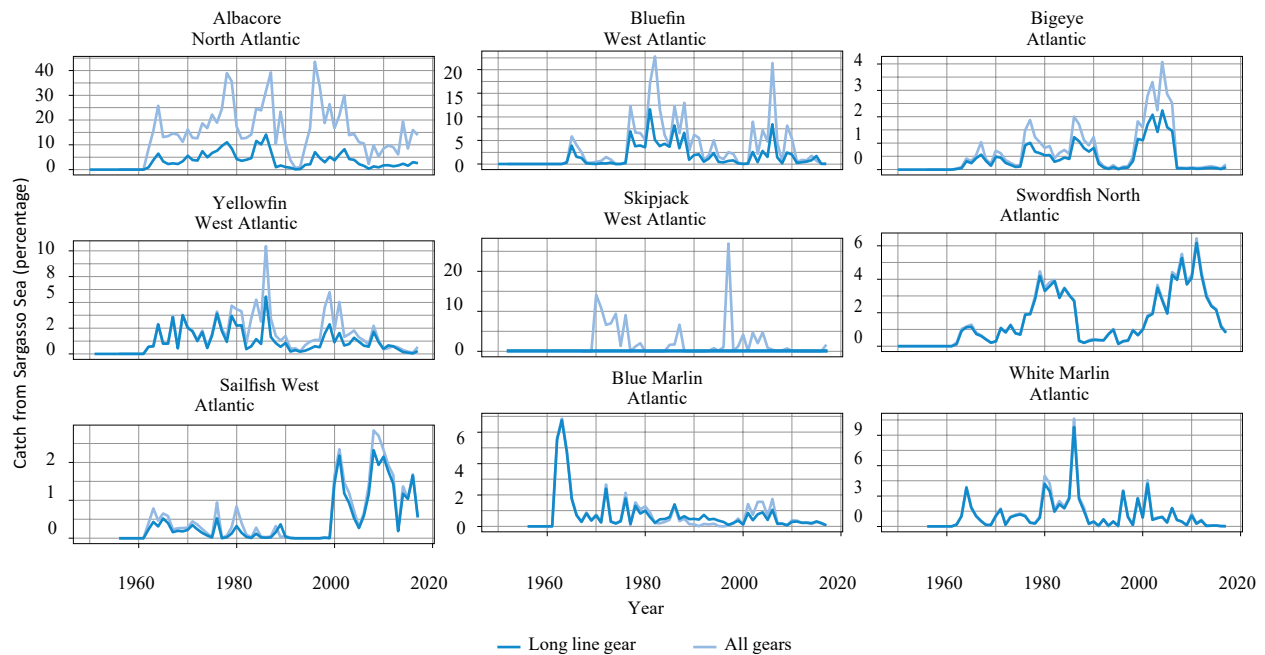 Albacore
North Atlantic
Bluefin
West Atlantic
Bigeye
Atlantic
40
30
20
10
0
20
15
10
5
0
4
3
2
1
0
Catch from Sargasso Sea (percentage)
Yellowfin
West Atlantic
Skipjack
West Atlantic
Swordfish North
Atlantic
10
8
5
2
0
20
10
0
6
4
2
0
Sailfish West
Atlantic
Blue Marlin
Atlantic
White Marlin
Atlantic
2
1
0
6
4
2
0
9
6
3
0
1960 1980 2000 2020
1960 1980 2000 2020
1960 1980 2000 2020
Year
Long line gear
All gears